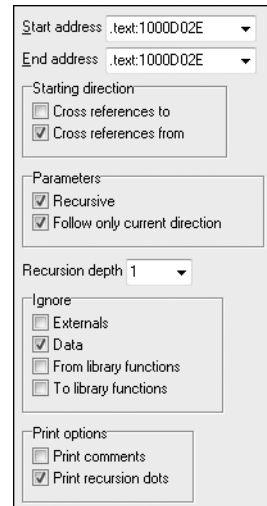 Start address .text:1000D02E
End address .text:1000D02E
Starting direction
Cross references to
Cross references from
Parameters
Recursive
Follow only current direction
Recursion depth 1
Ignore
Externals
Data
From library functions
To library functions
Print options
Print comments
Print recursion dots